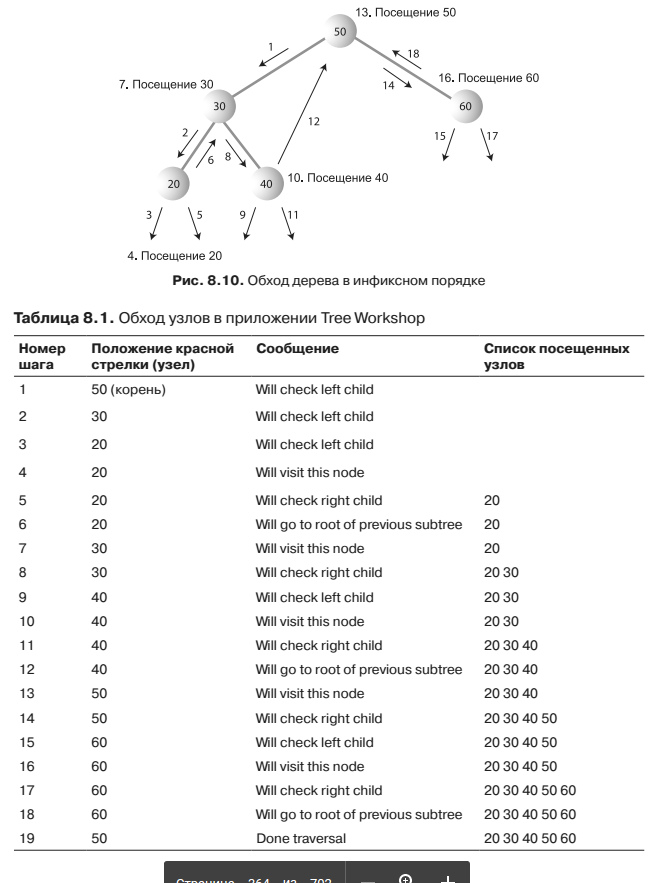 13. Посещение 50
50
1
18
7. Посещение 30
14
16. Посещение 60
30
60
12
2
6
8
15
17
20
40
10. Посещение 40
3
5
9
11
4. Посещение 20
Рис. 8.10. Обход дерева в инфиксном порядке
Таблица 8.1. Обход узлов в приложении Tree Workshop
Номер шага Положение красной стрелки (узел) Сообщение Список посещенных узлов
1 50 (корень) Will check left child
2 30 Will check left child
3 20 Will check left child
4 20 Will visit this node
5 20 Will check right child 20
6 20 Will go to root of previous subtree 20
7 30 Will visit this node 20
8 30 Will check right child 20 30
9 40 Will check left child 20 30
10 40 Will visit this node 20 30
11 40 Will check right child 20 30 40
12 40 Will go to root of previous subtree 20 30 40
13 50 Will visit this node 20 30 40
14 50 Will check right child 20 30 40 50
15 60 Will check left child 20 30 40 50
16 60 Will visit this node 20 30 40 50
17 60 Will check right child 20 30 40 50 60
18 60 Will go to root of previous subtree 20 30 40 50 60
19 50 Done traversal 20 30 40 50 60